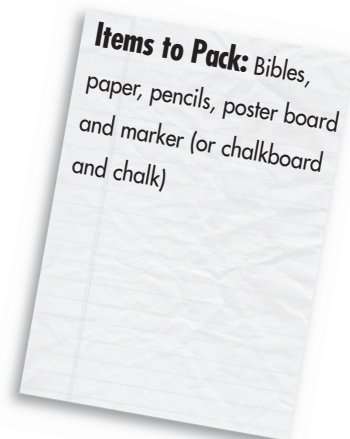 Items to Pack: Bibles,
paper, pencils, poster board
and marker (or chalkboard
and chalk)